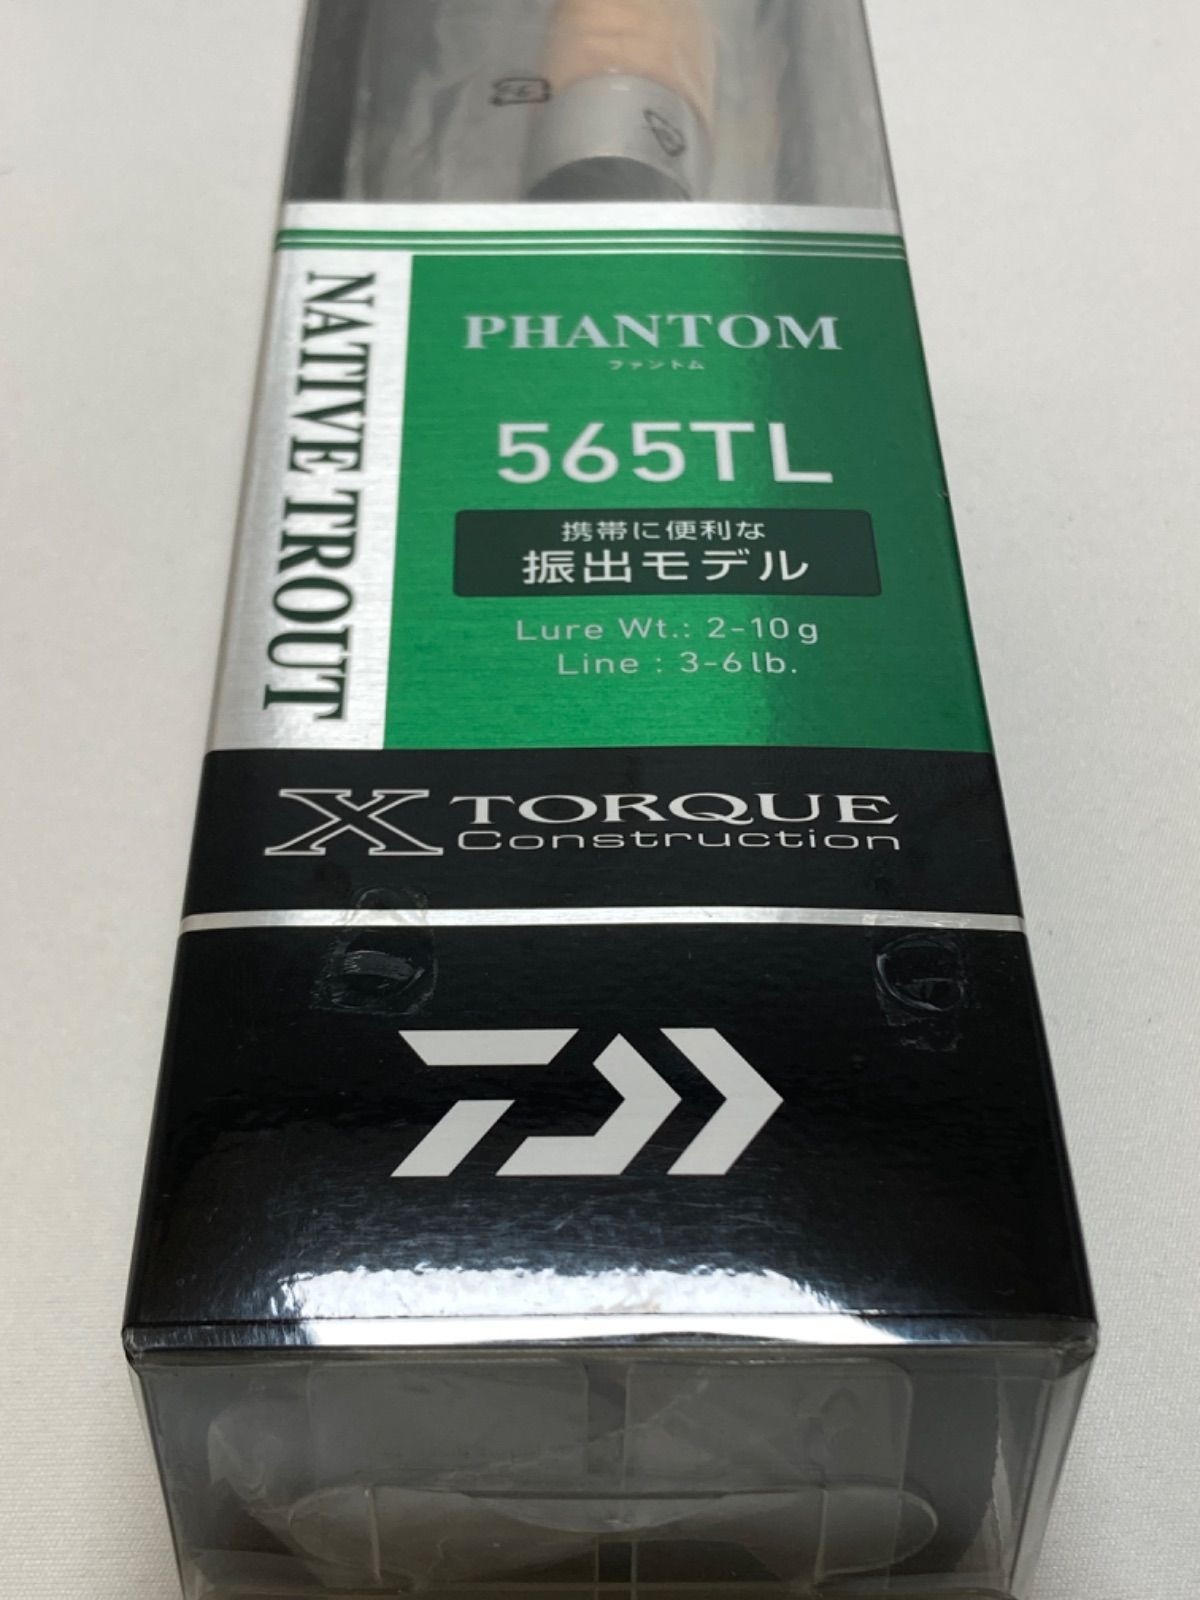 PHANTOM
ファントム
565TL
携帯に便利な
振出モデル
Lure Wt.: 2-10g
Line : 3-6lb.
NATIVE TROUT
X TORQUE
Construction